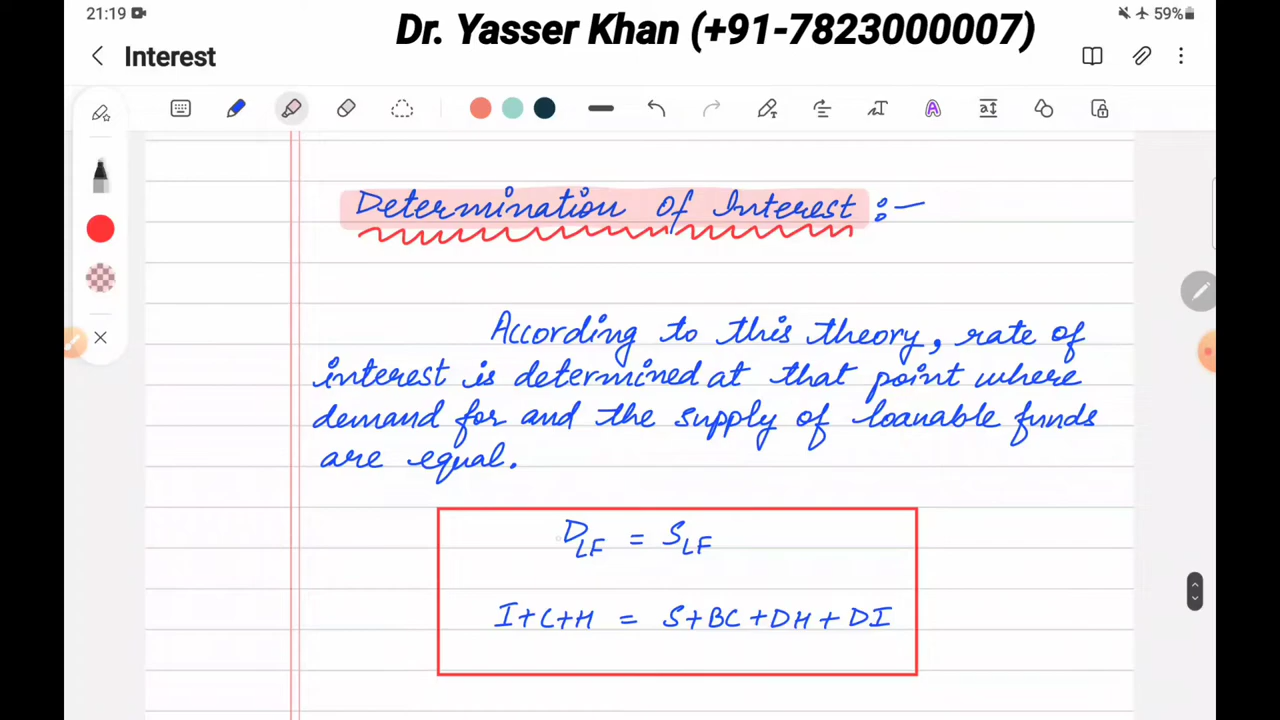 21:19
Dr. Yasser Khan (+91-7823000007)
59%
Interest
Determination of Interest :-
According to this theory, rate of
interest is determined at that point where
demand for and the supply of loanable funds
are equal.
D_LF = S_LF
I+C+H = S+BC+DH+DI